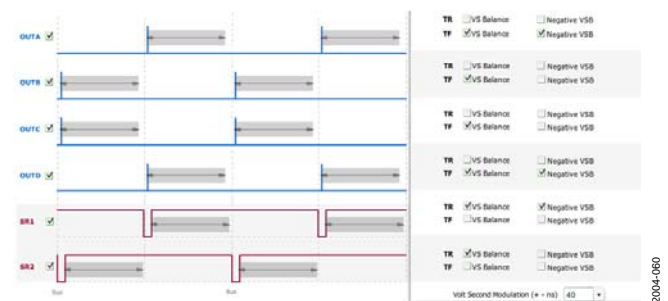 OUTA
TR VS Balance Negative VSB
TF VS Balance Negative VSB
OUTB
TR VS Balance Negative VSB
TF VS Balance Negative VSB
OUTC
TR VS Balance Negative VSB
TF VS Balance Negative VSB
OUTD
TR VS Balance Negative VSB
TF VS Balance Negative VSB
SR1
TR VS Balance Negative VSB
TF VS Balance Negative VSB
SR2
TR VS Balance Negative VSB
TF VS Balance Negative VSB
Volt Second Modulation (+ - ns) 40
2004-060